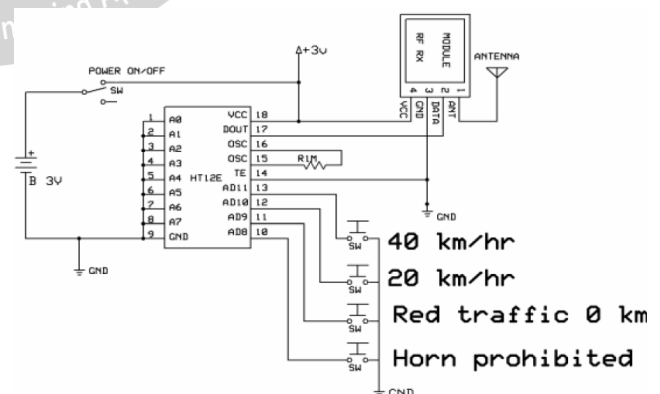 +3v
RF RX
MODULE
ANTENNA
POWER ON/OFF
SW
4 3 2 1
VCC
GND
DATA
ANT
1 A0 VCC 18
2 A1 DOUT 17
3 A2 OSC 16
4 A3 OSC 15 R1M
5 A4 HT12E TE 14
6 A5 AD11 13
7 A6 AD10 12
8 A7 AD9 11
9 GND AD8 10
+
B 3V
GND
GND
SW 40 km/hr
SW 20 km/hr
SW Red traffic 0 km
SW Horn prohibited
GND